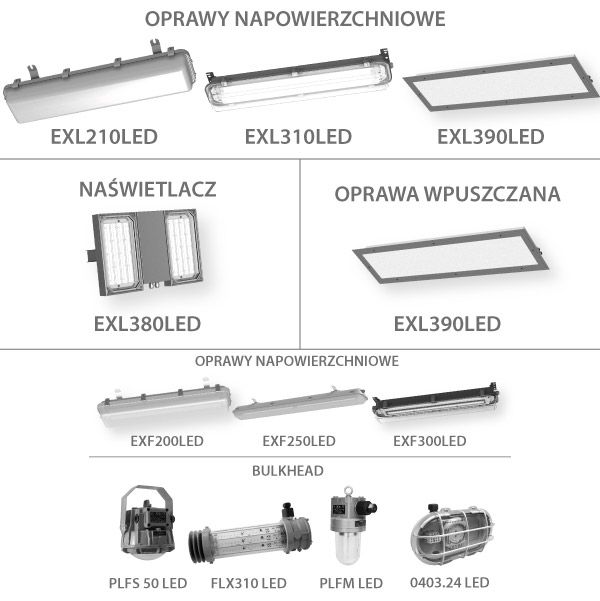 OPRAWY NAPOWIERZCHNIOWE
EXL210LED EXL310LED EXL390LED
NAŚWIETLACZ
EXL380LED
OPRAWA WPUSZCZANA
EXL390LED
OPRAWY NAPOWIERZCHNIOWE
EXF200LED EXF250LED EXF300LED
BULKHEAD
PLFS 50 LED FLX310 LED PLFM LED 0403.24 LED